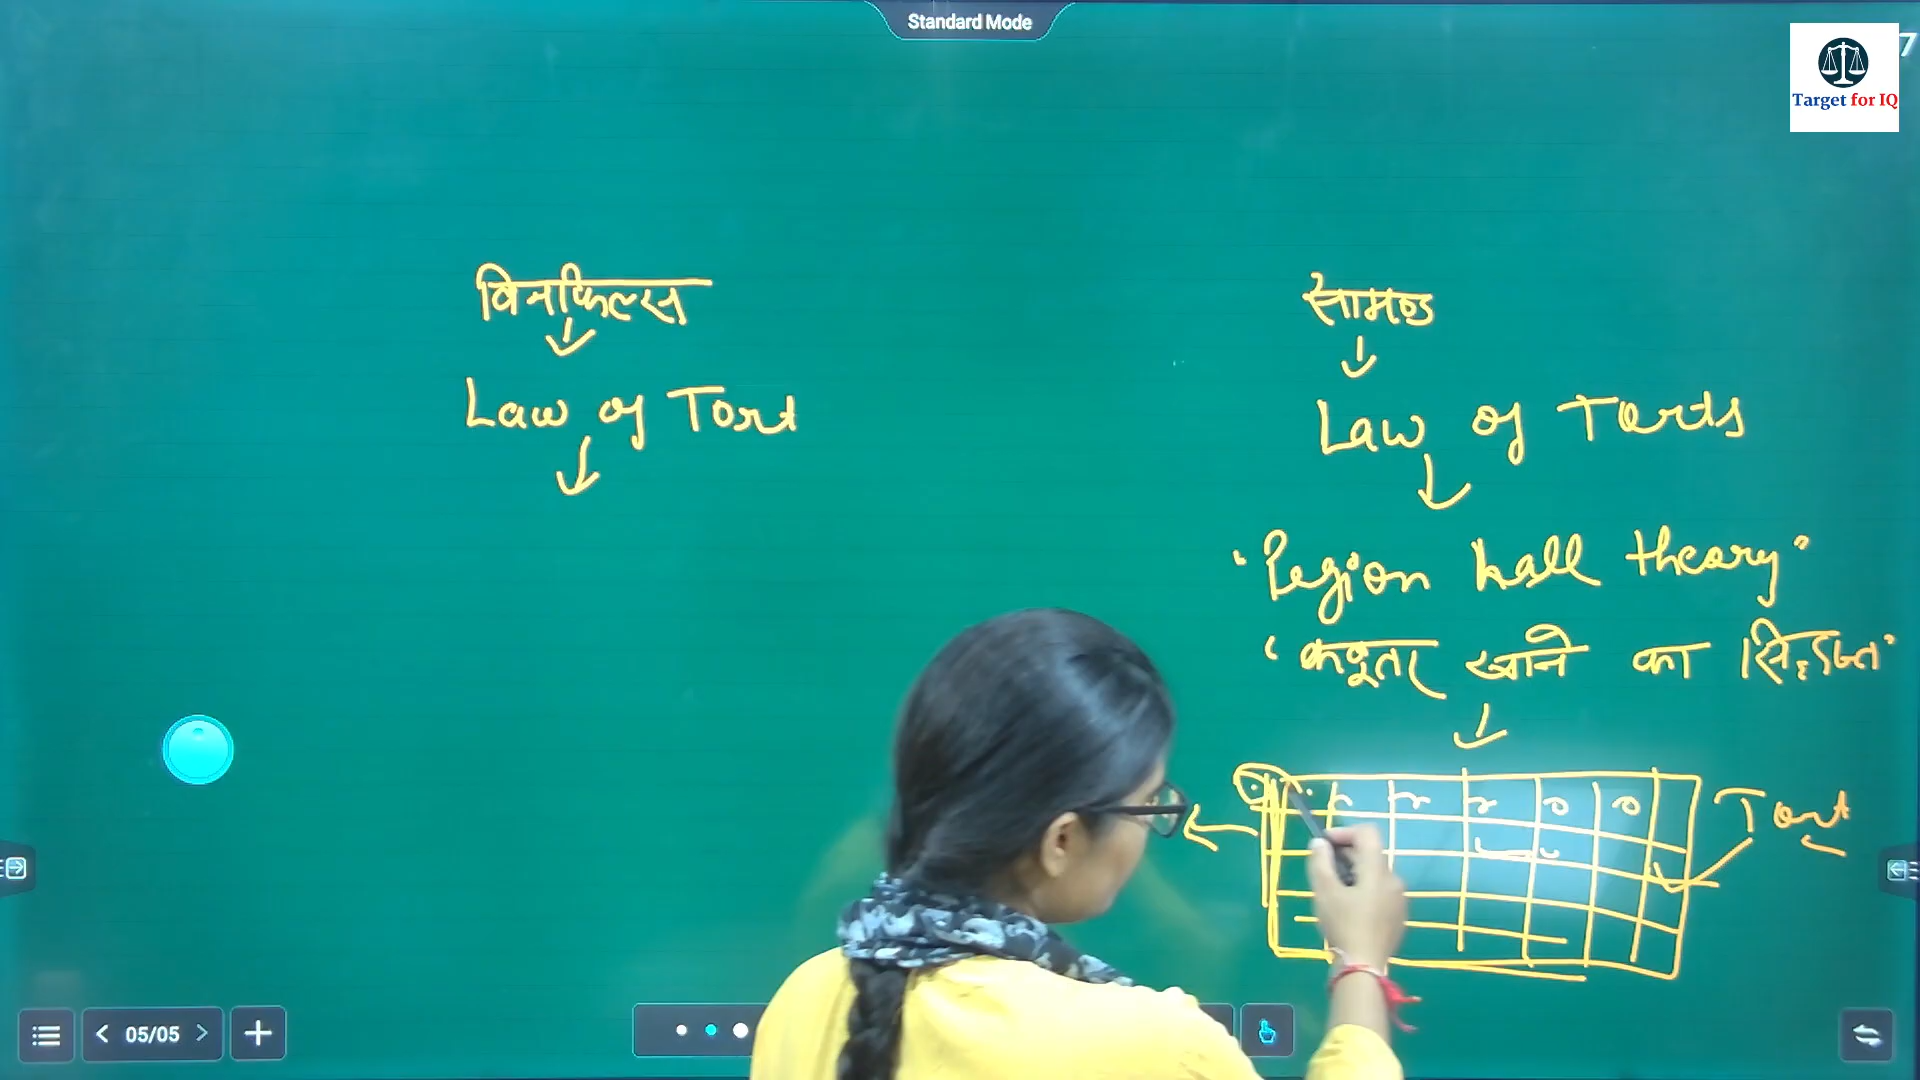 Standard Mode
Target for IQ
विनफिल्स
Law of Tort
सामण्ड
Law of Torts
"Pegion hall theory"
"कबूतर खाने का सिद्धान्त"
Tort
05/05